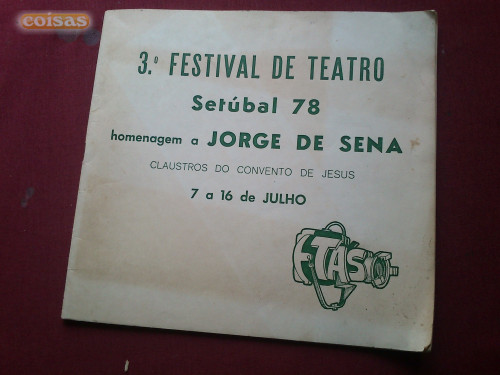 coisas
3.º FESTIVAL DE TEATRO
Setúbal 78
homenagem a JORGE DE SENA
CLAUSTROS DO CONVENTO DE JESUS
7 a 16 de JULHO
TAS